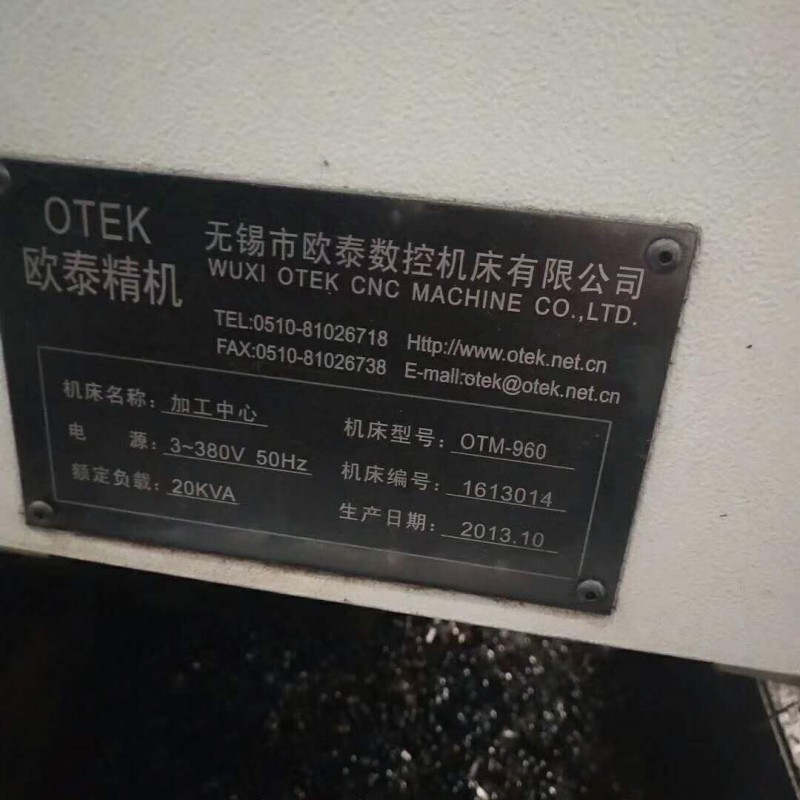 OTEK
欧泰精机
无锡市欧泰数控机床有限公司
WUXI OTEK CNC MACHINE CO.,LTD.
TEL:0510-81026718 Http://www.otek.net.cn
FAX:0510-81026738 E-mail:otek@otek.net.cn
机床名称: 加工中心 机床型号: OTM-960
电 源: 3~380V 50Hz 机床编号: 1613014
额定负载: 20KVA 生产日期: 2013.10